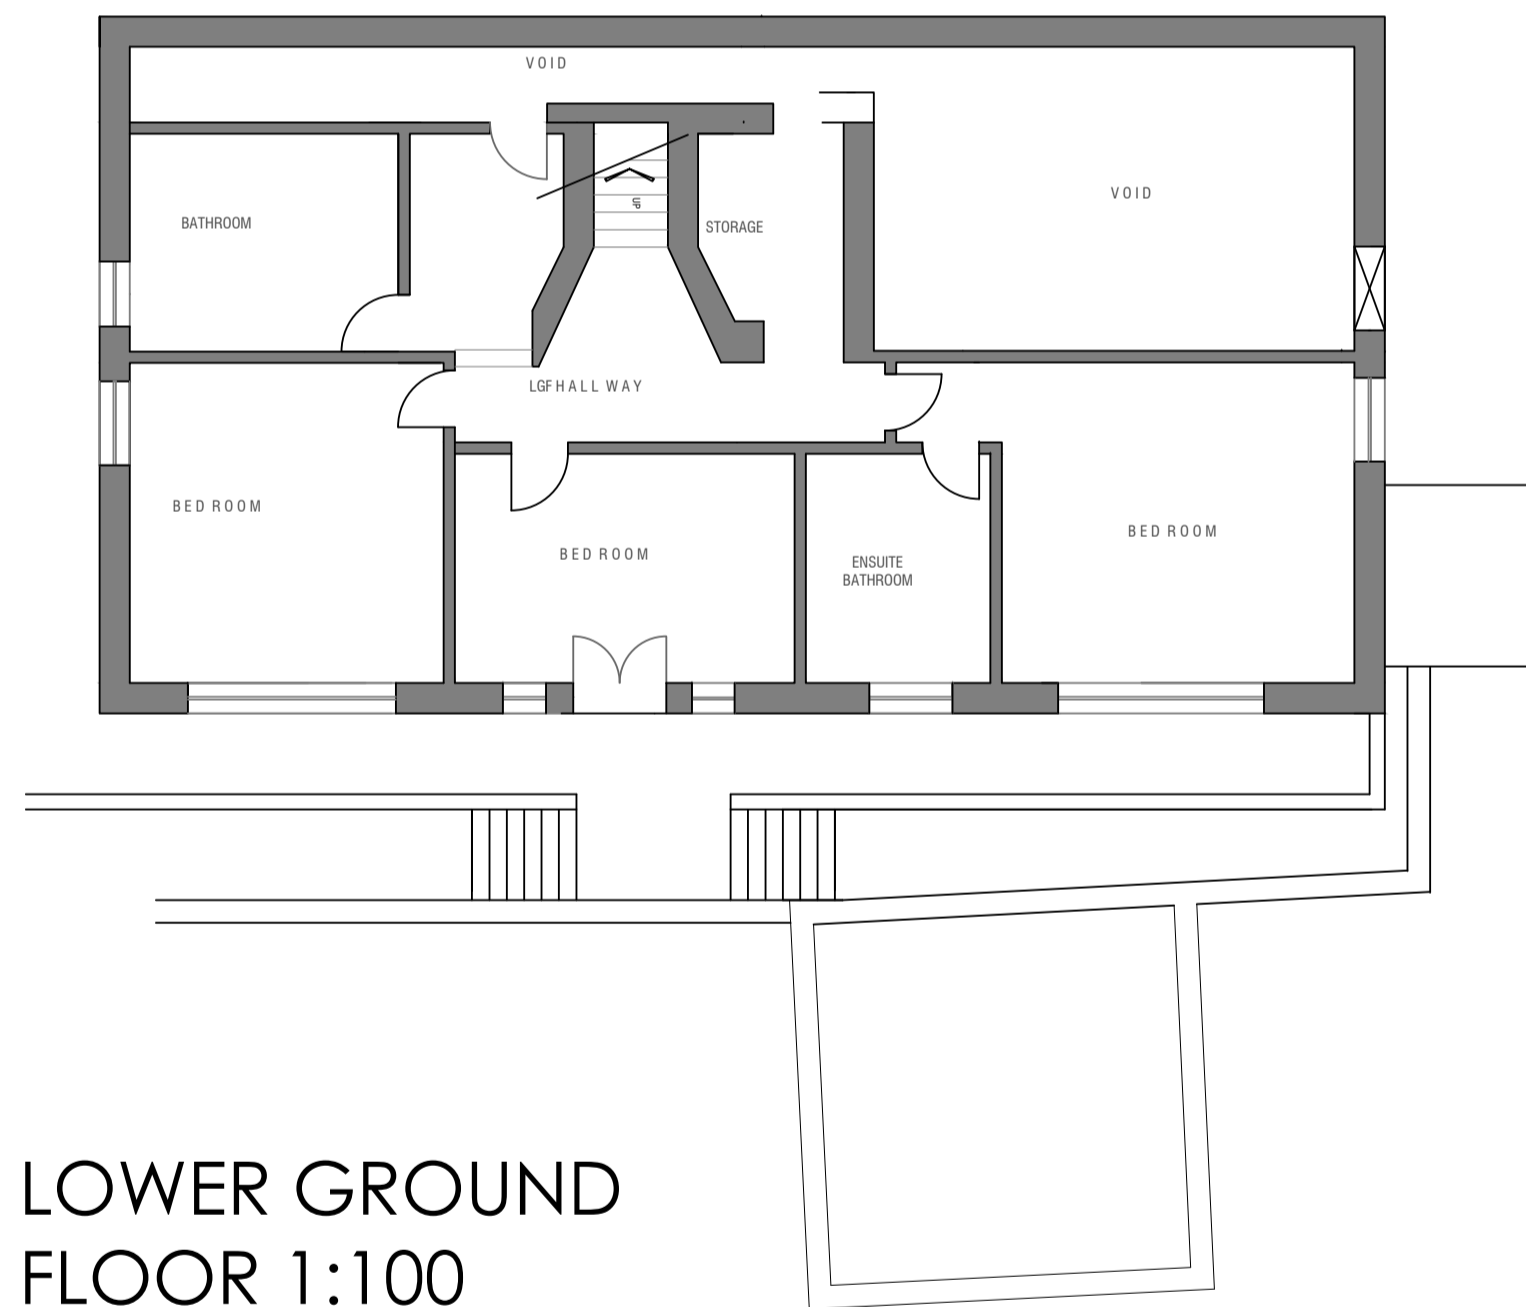 VOID
BATHROOM
UP
STORAGE
VOID
LGF HALL WAY
BED ROOM
BED ROOM
ENSUITE
BATHROOM
BED ROOM
LOWER GROUND
FLOOR 1:100